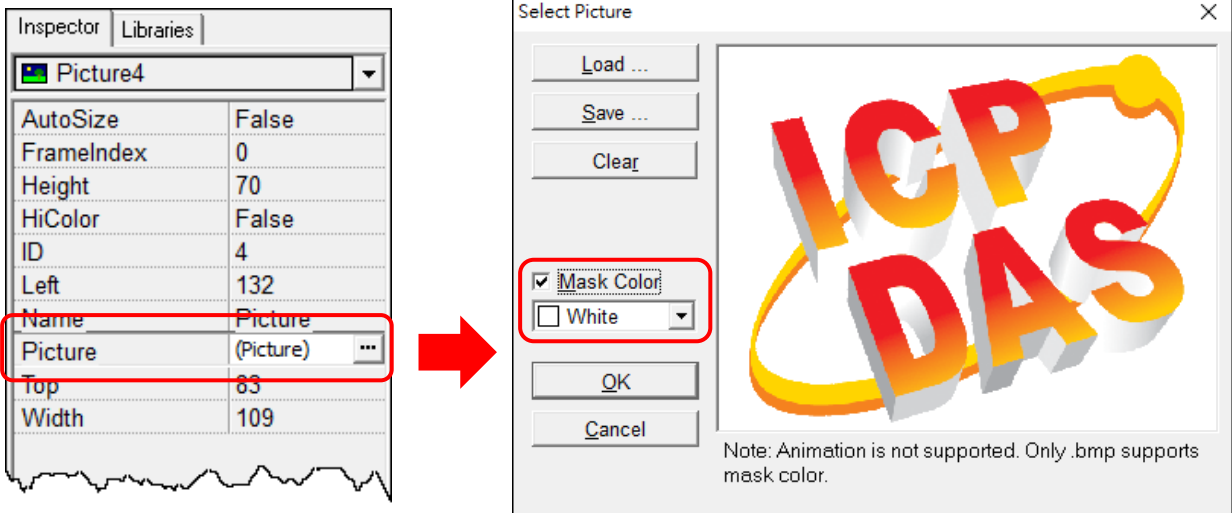 Inspector Libraries
Picture4
AutoSize False
FrameIndex 0
Height 70
HiColor False
ID 4
Left 132
Name Picture
Picture (Picture) ...
Top 83
Width 109
Select Picture
Load ...
Save ...
Clear
Mask Color
White
OK
Cancel
ICP
DAS
Note: Animation is not supported. Only .bmp supports
mask color.